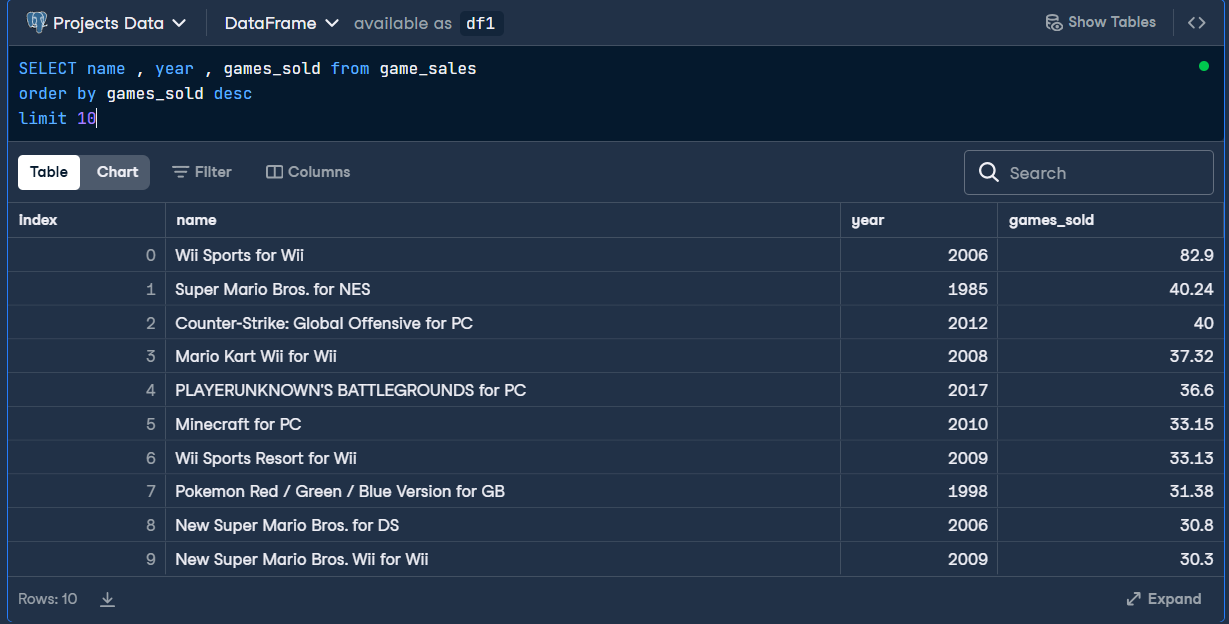 Projects Data DataFrame available as df1 Show Tables <>
SELECT name , year , games_sold from game_sales
order by games_sold desc
limit 10
Table Chart Filter Columns Search
Index name year games_sold
0 Wii Sports for Wii 2006 82.9
1 Super Mario Bros. for NES 1985 40.24
2 Counter-Strike: Global Offensive for PC 2012 40
3 Mario Kart Wii for Wii 2008 37.32
4 PLAYERUNKNOWN'S BATTLEGROUNDS for PC 2017 36.6
5 Minecraft for PC 2010 33.15
6 Wii Sports Resort for Wii 2009 33.13
7 Pokemon Red / Green / Blue Version for GB 1998 31.38
8 New Super Mario Bros. for DS 2006 30.8
9 New Super Mario Bros. Wii for Wii 2009 30.3
Rows: 10 Expand